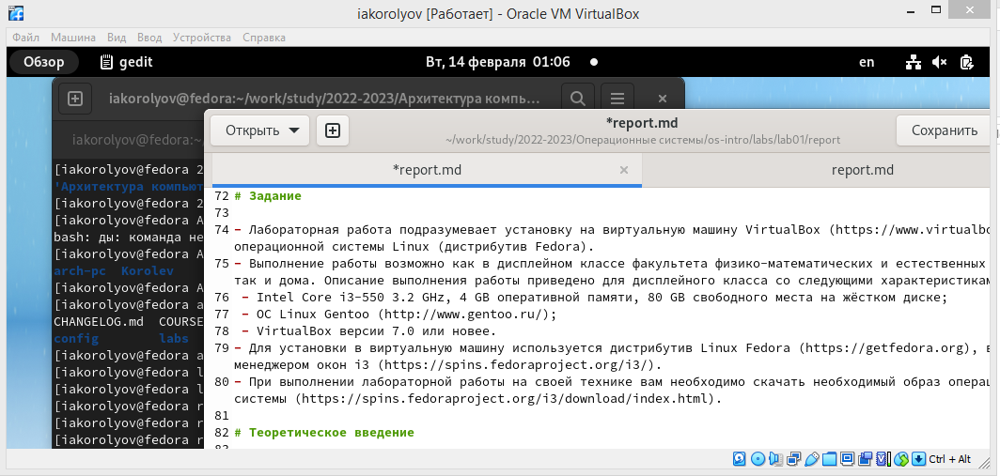 iakorolyov [Работает] - Oracle VM VirtualBox
Файл Машина Вид Ввод Устройства Справка
Обзор gedit Вт, 14 февраля 01:06 en
iakorolyov@fedora:~/work/study/2022-2023/Архитектура компь…
iakorolyov@fedora:~
Открыть *report.md Сохранить
~/work/study/2022-2023/Операционные системы/os-intro/labs/lab01/report
*report.md report.md
[iakorolyov@fedora 2
'Архитектура компьют
[iakorolyov@fedora 2
[iakorolyov@fedora A
bash: ды: команда не
[iakorolyov@fedora A
arch-pc Korolev
[iakorolyov@fedora A
[iakorolyov@fedora a
CHANGELOG.md COURSE
config labs
[iakorolyov@fedora a
[iakorolyov@fedora l
[iakorolyov@fedora l
[iakorolyov@fedora r
[iakorolyov@fedora r
[iakorolyov@fedora r
72 # Задание
73
74 - Лабораторная работа подразумевает установку на виртуальную машину VirtualBox (https://www.virtualbo
операционной системы Linux (дистрибутив Fedora).
75 - Выполнение работы возможно как в дисплейном классе факультета физико-математических и естественных
так и дома. Описание выполнения работы приведено для дисплейного класса со следующими характеристикам
76 - Intel Core i3-550 3.2 GHz, 4 GB оперативной памяти, 80 GB свободного места на жёстком диске;
77 - ОС Linux Gentoo (http://www.gentoo.ru/);
78 - VirtualBox версии 7.0 или новее.
79 - Для установки в виртуальную машину используется дистрибутив Linux Fedora (https://getfedora.org), в
менеджером окон i3 (https://spins.fedoraproject.org/i3/).
80 - При выполнении лабораторной работы на своей технике вам необходимо скачать необходимый образ опера
системы (https://spins.fedoraproject.org/i3/download/index.html).
81
82 # Теоретическое введение
Ctrl + Alt